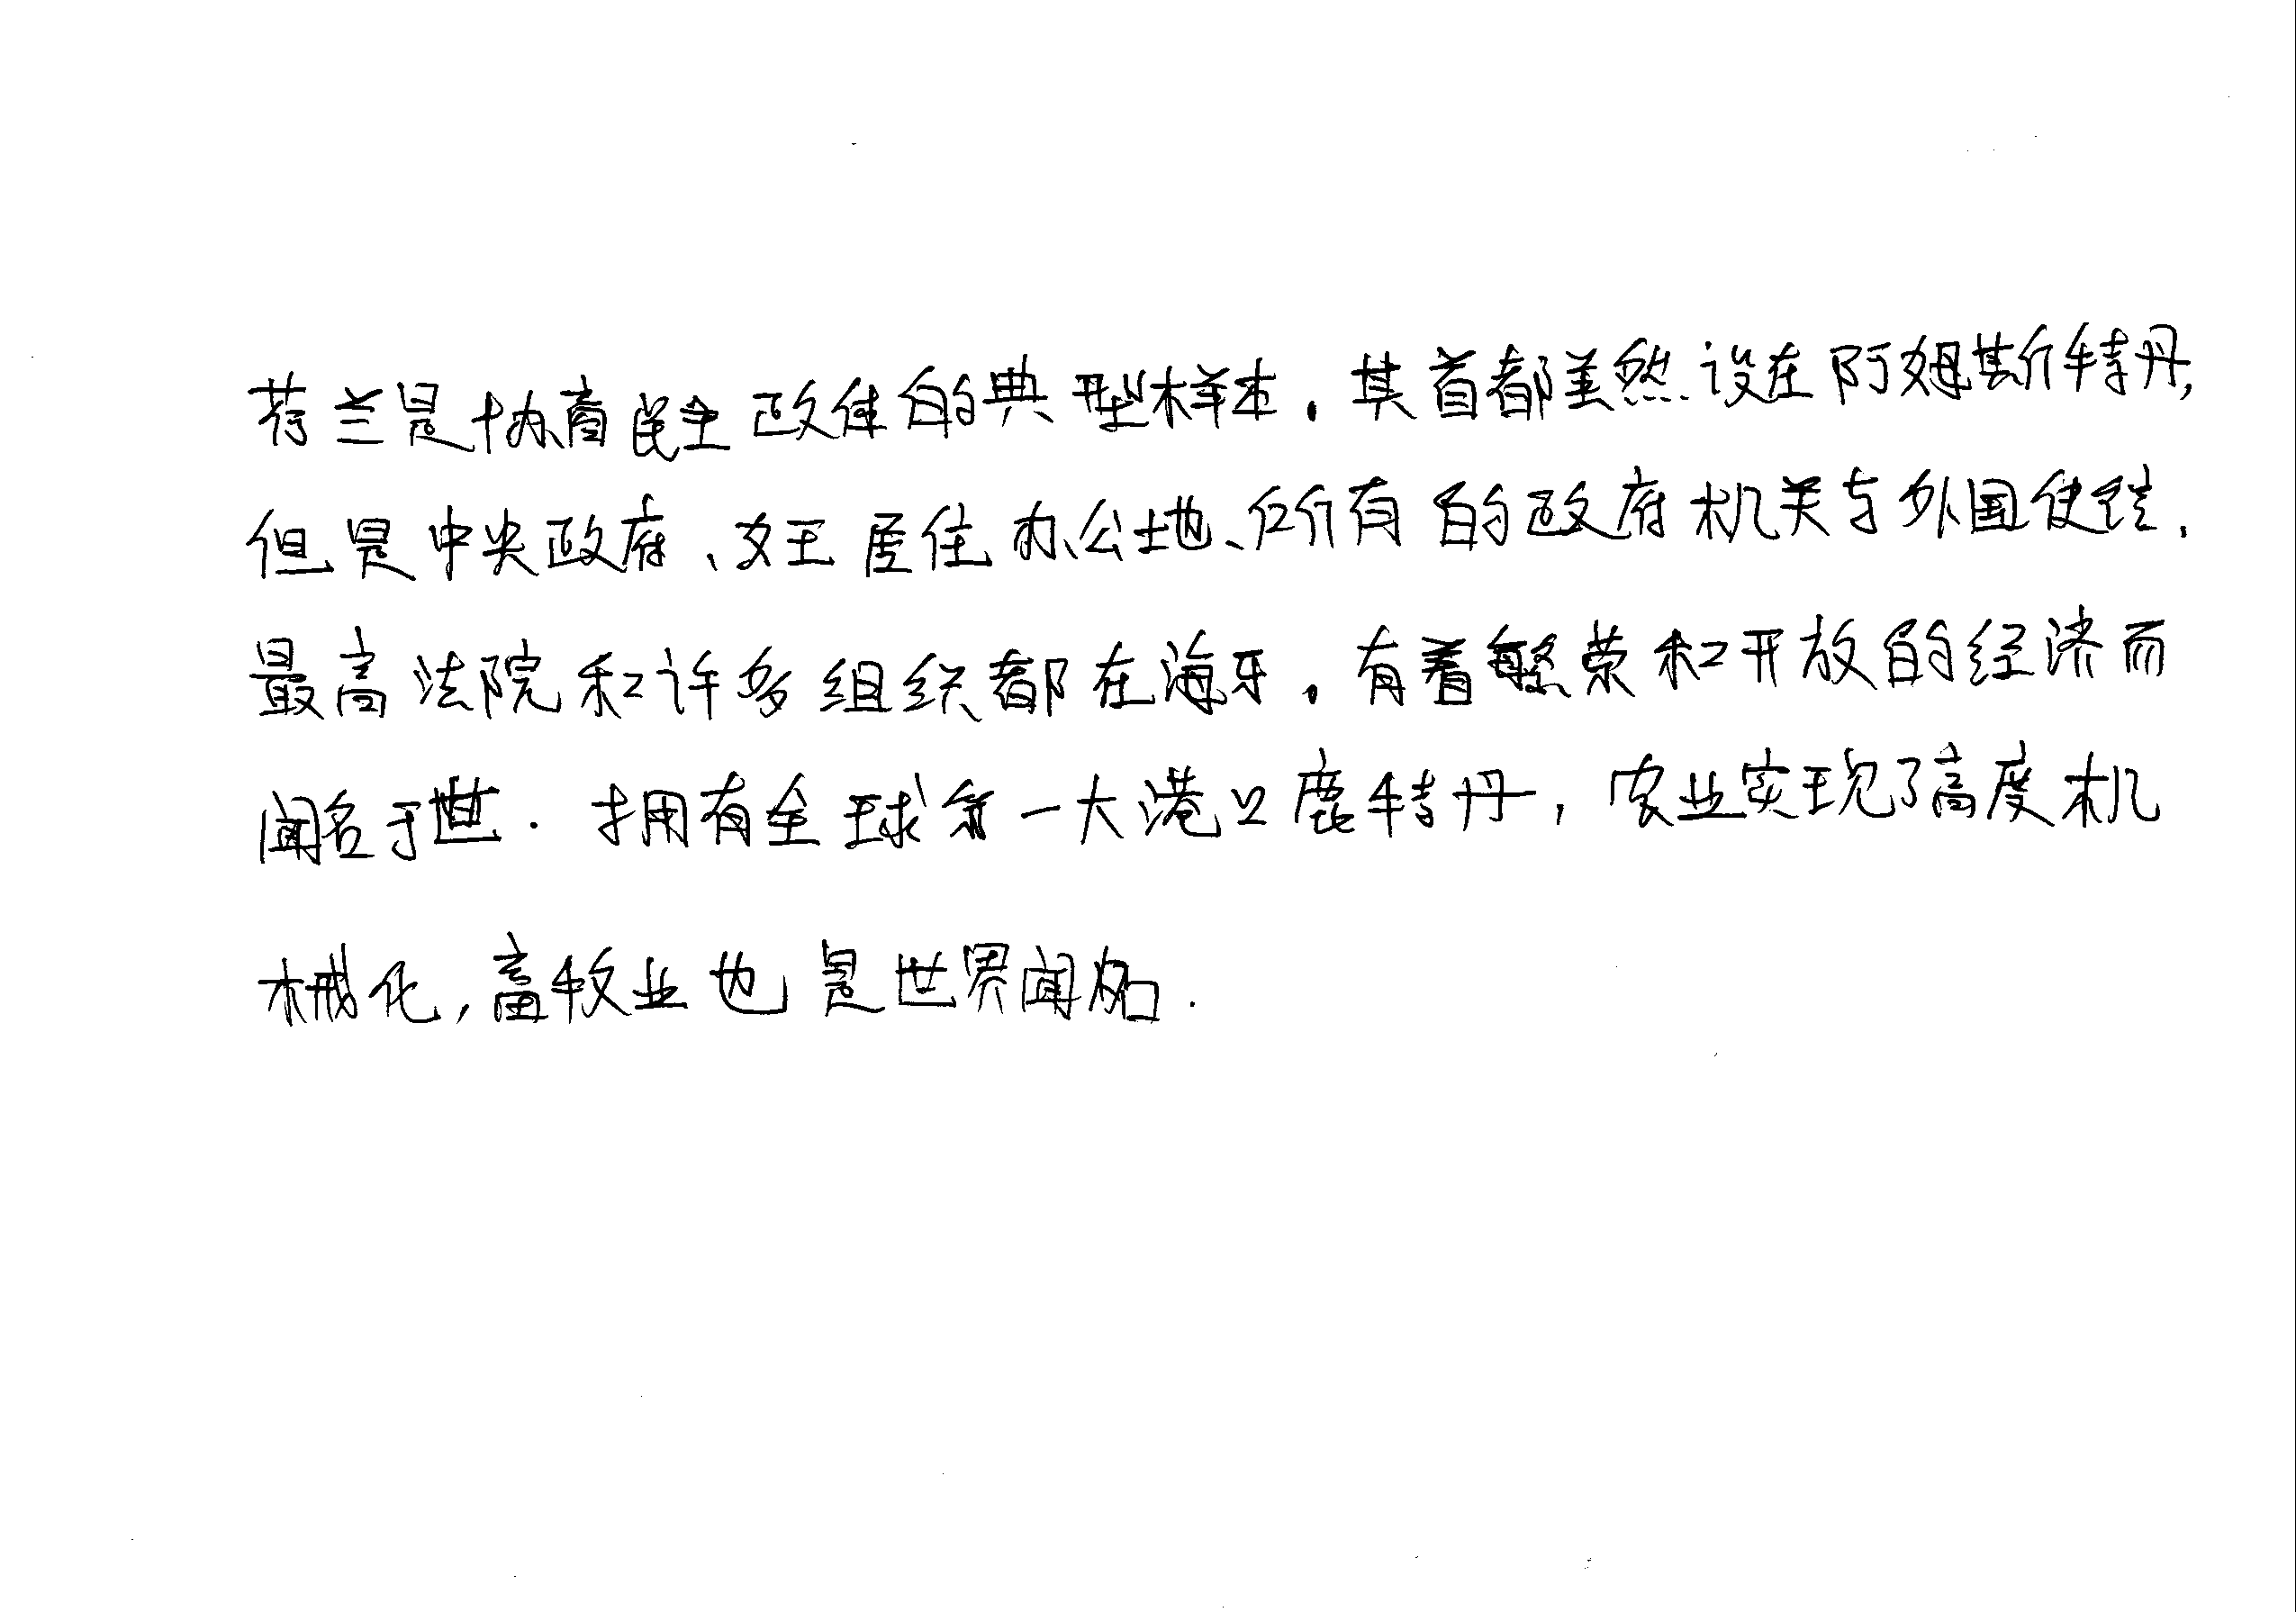 荷兰是协商民主政体的典型样本.其首都虽然设在阿姆斯特丹,
但是中央政府、女王居住办公地、所有的政府机关与外国使馆.
最高法院和许多组织都在海牙.有着繁荣和开放的经济而
闻名于世.拥有全球第一大港口鹿特丹,农业实现了高度机
械化,畜牧业也是世界闻名.